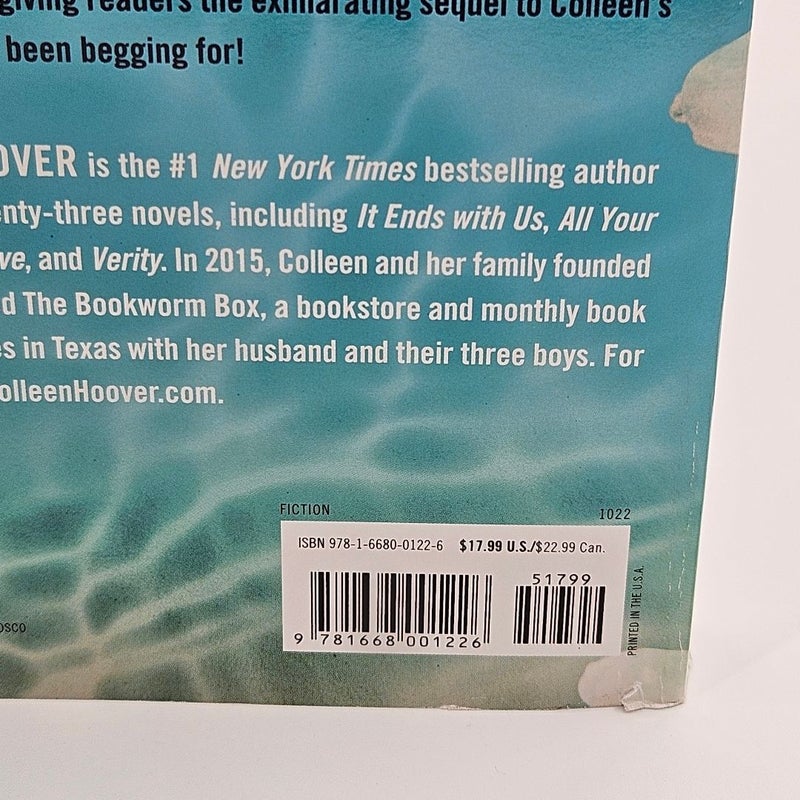 giving readers the exhilarating sequel to Colleen's
been begging for!
OVER is the #1 New York Times bestselling author
enty-three novels, including It Ends with Us, All Your
ve, and Verity. In 2015, Colleen and her family founded
d The Bookworm Box, a bookstore and monthly book
es in Texas with her husband and their three boys. For
olleenHoover.com.
FICTION 1022
ISBN 978-1-6680-0122-6 $17.99 U.S./$22.99 Can.
51799
9 781668 001226
PRINTED IN THE U.S.A.
OSCO